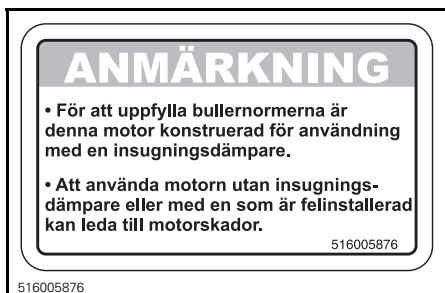 ANMÄRKNING
• För att uppfylla bullernormerna är
denna motor konstruerad för användning
med en insugningsdämpare.
• Att använda motorn utan insugnings-
dämpare eller med en som är felinstallerad
kan leda till motorskador.
516005876
516005876